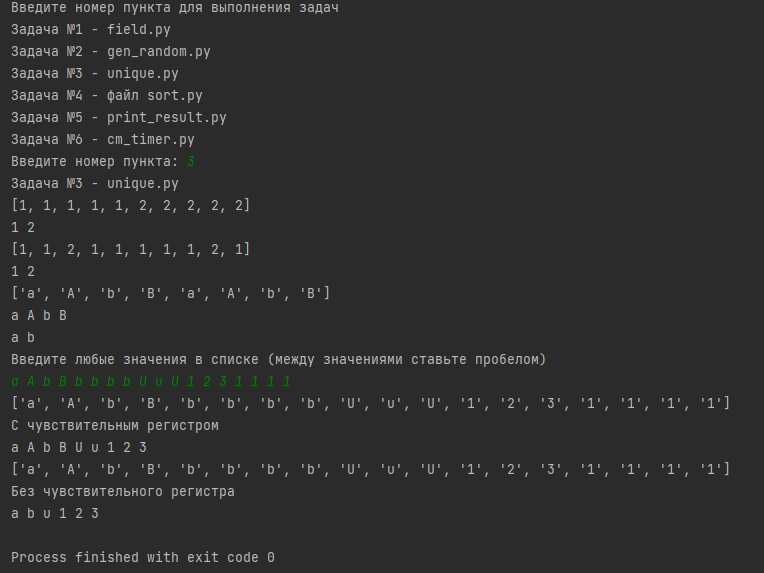 Введите номер пункта для выполнения задач
Задача №1 - field.py
Задача №2 - gen_random.py
Задача №3 - unique.py
Задача №4 - файл sort.py
Задача №5 - print_result.py
Задача №6 - cm_timer.py
Введите номер пункта: 3
Задача №3 - unique.py
[1, 1, 1, 1, 1, 2, 2, 2, 2, 2]
1 2
[1, 1, 2, 1, 1, 1, 1, 1, 2, 1]
1 2
['a', 'A', 'b', 'B', 'a', 'A', 'b', 'B']
a A b B
a b
Введите любые значения в списке (между значениями ставьте пробелом)
a A b B b b b b U u U 1 2 3 1 1 1 1
['a', 'A', 'b', 'B', 'b', 'b', 'b', 'b', 'U', 'u', 'U', '1', '2', '3', '1', '1', '1', '1']
С чувствительным регистром
a A b B U u 1 2 3
['a', 'A', 'b', 'B', 'b', 'b', 'b', 'b', 'U', 'u', 'U', '1', '2', '3', '1', '1', '1', '1']
Без чувствительного регистра
a b u 1 2 3
Process finished with exit code 0